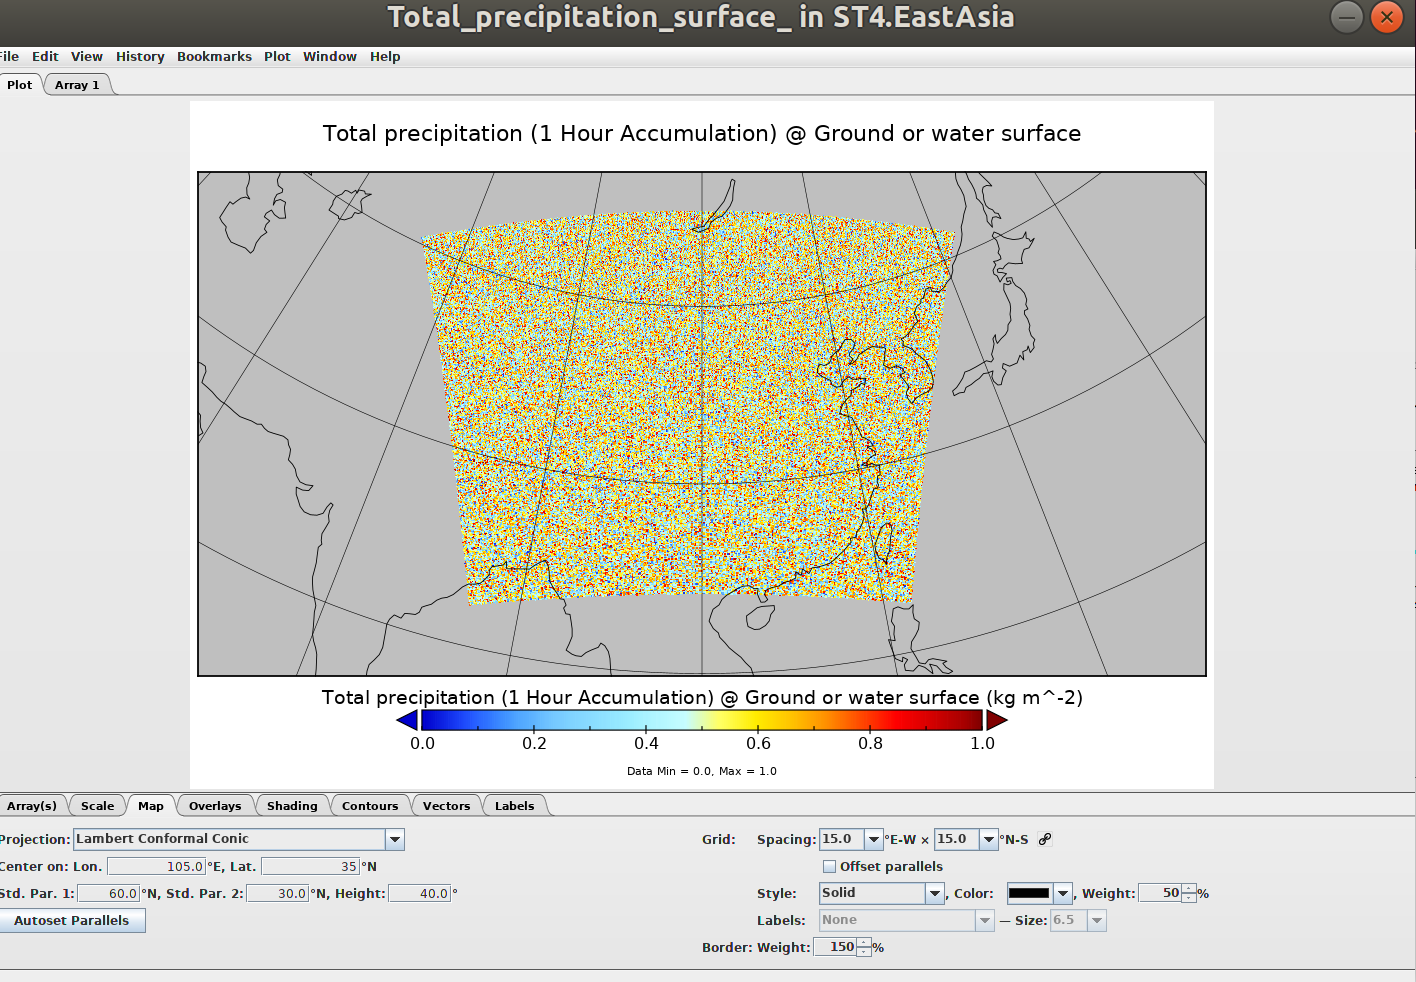 Total_precipitation_surface_ in ST4.EastAsia
File Edit View History Bookmarks Plot Window Help
Plot Array 1
Total precipitation (1 Hour Accumulation) @ Ground or water surface
Total precipitation (1 Hour Accumulation) @ Ground or water surface (kg m^-2)
0.0 0.2 0.4 0.6 0.8 1.0
Data Min = 0.0, Max = 1.0
Array(s) Scale Map Overlays Shading Contours Vectors Labels
Projection: Lambert Conformal Conic
Center on: Lon. 105.0 °E, Lat. 35 °N
Std. Par. 1: 60.0 °N, Std. Par. 2: 30.0 °N, Height: 40.0 °
Autoset Parallels
Grid: Spacing: 15.0 °E-W × 15.0 °N-S
Offset parallels
Style: Solid , Color: , Weight: 50 %
Labels: None — Size: 6.5
Border: Weight: 150 %